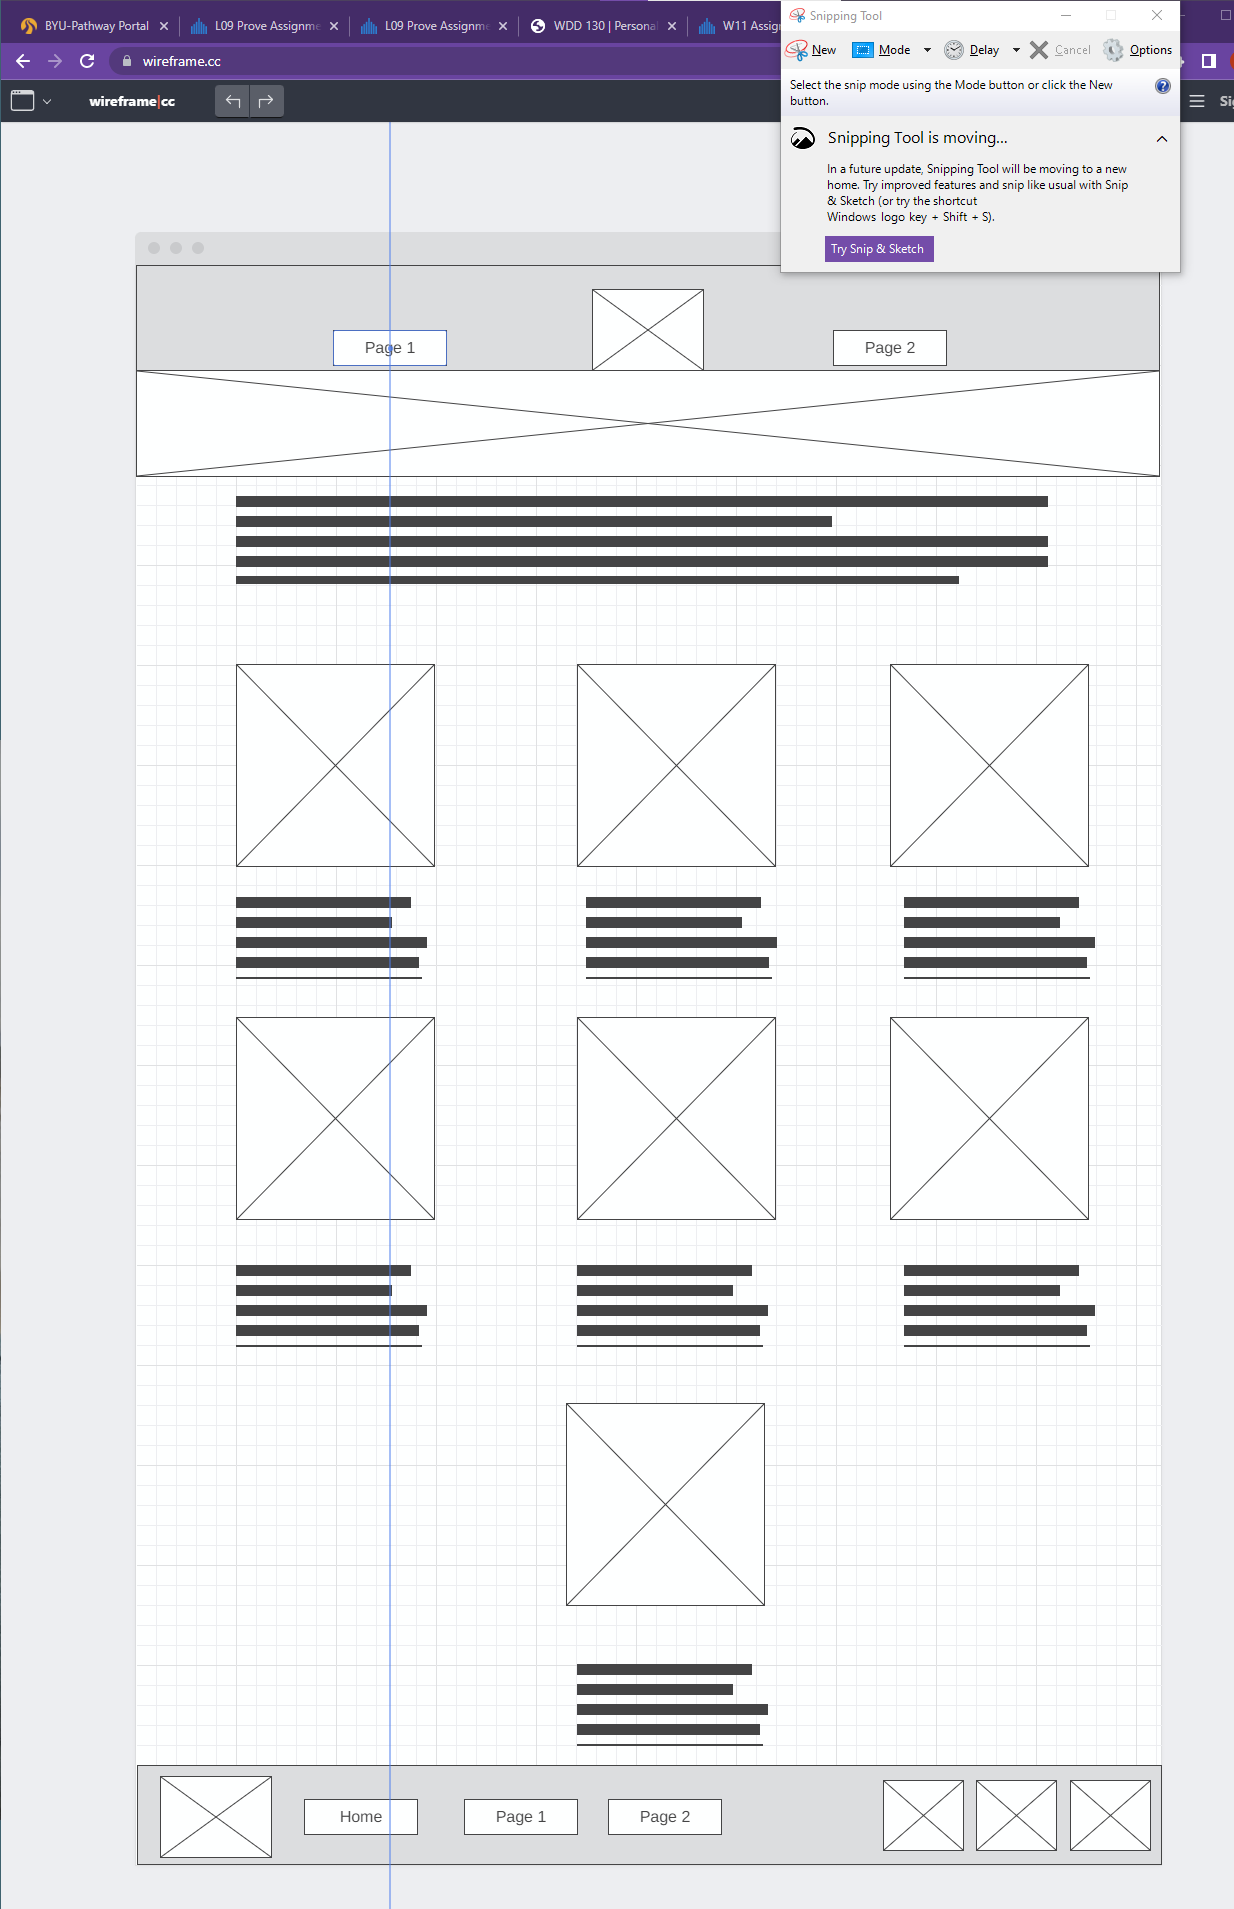 BYU-Pathway Portal
L09 Prove Assignme
L09 Prove Assignme
WDD 130 | Personal
W11 Assig
wireframe.cc
wireframe|cc
Snipping Tool
New
Mode
Delay
Cancel
Options
Select the snip mode using the Mode button or click the New
button.
Snipping Tool is moving...
In a future update, Snipping Tool will be moving to a new
home. Try improved features and snip like usual with Snip
& Sketch (or try the shortcut
Windows logo key + Shift + S).
Try Snip & Sketch
Page 1
Page 2
Home
Page 1
Page 2